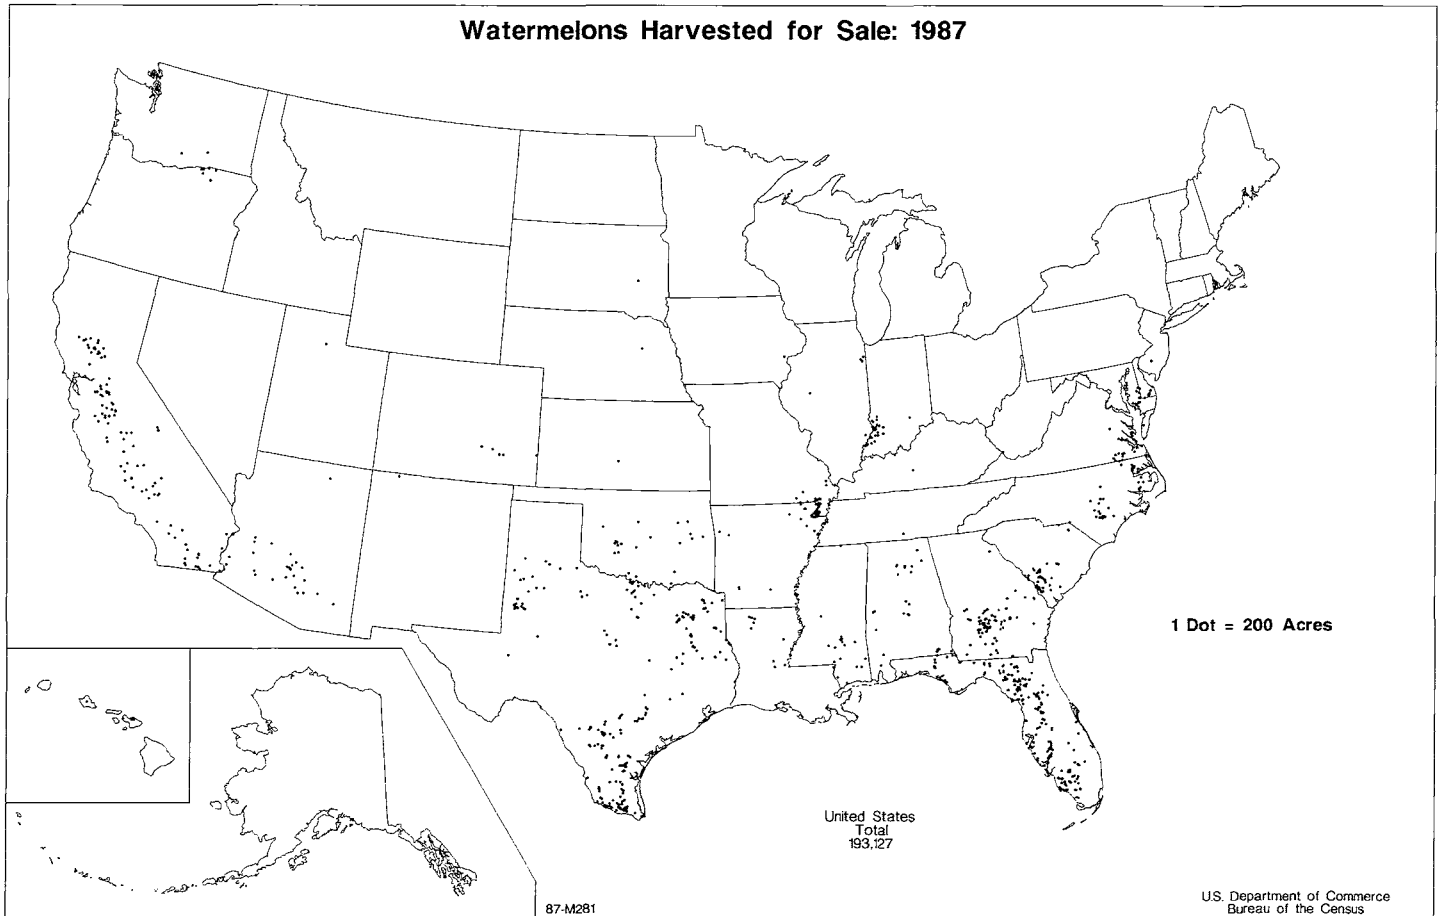 Watermelons Harvested for Sale: 1987
1 Dot = 200 Acres
United States
Total
193,127
87-M281
U.S. Department of Commerce
Bureau of the Census